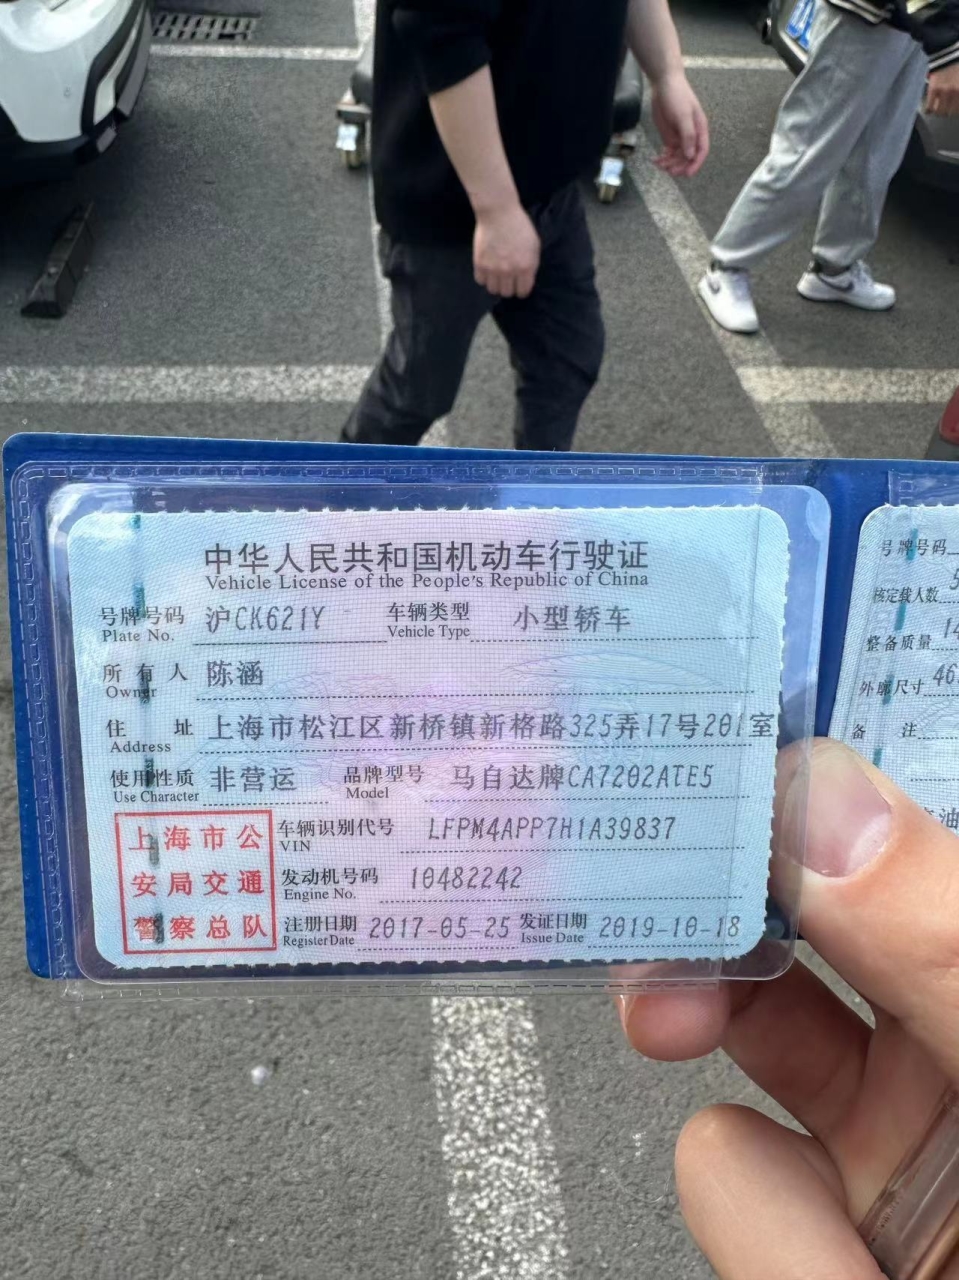 中华人民共和国机动车行驶证
Vehicle License of the People's Republic of China
号牌号码 沪CK621Y 车辆类型 小型轿车
Plate No. Vehicle Type
所有人 陈涵
Owner
住址 上海市松江区新桥镇新格路325弄17号201室
Address
使用性质 非营运 品牌型号 马自达牌CA7202ATE5
Use Character Model
上海市公
安局交通
警察总队
车辆识别代号 LFPM4APP7H1A39837
VIN
发动机号码 10482242
Engine No.
注册日期 2017-05-25 发证日期 2019-10-18
Register Date Issue Date
号牌号码
核定载人数 5
整备质量 14
外廓尺寸 46
备注
油